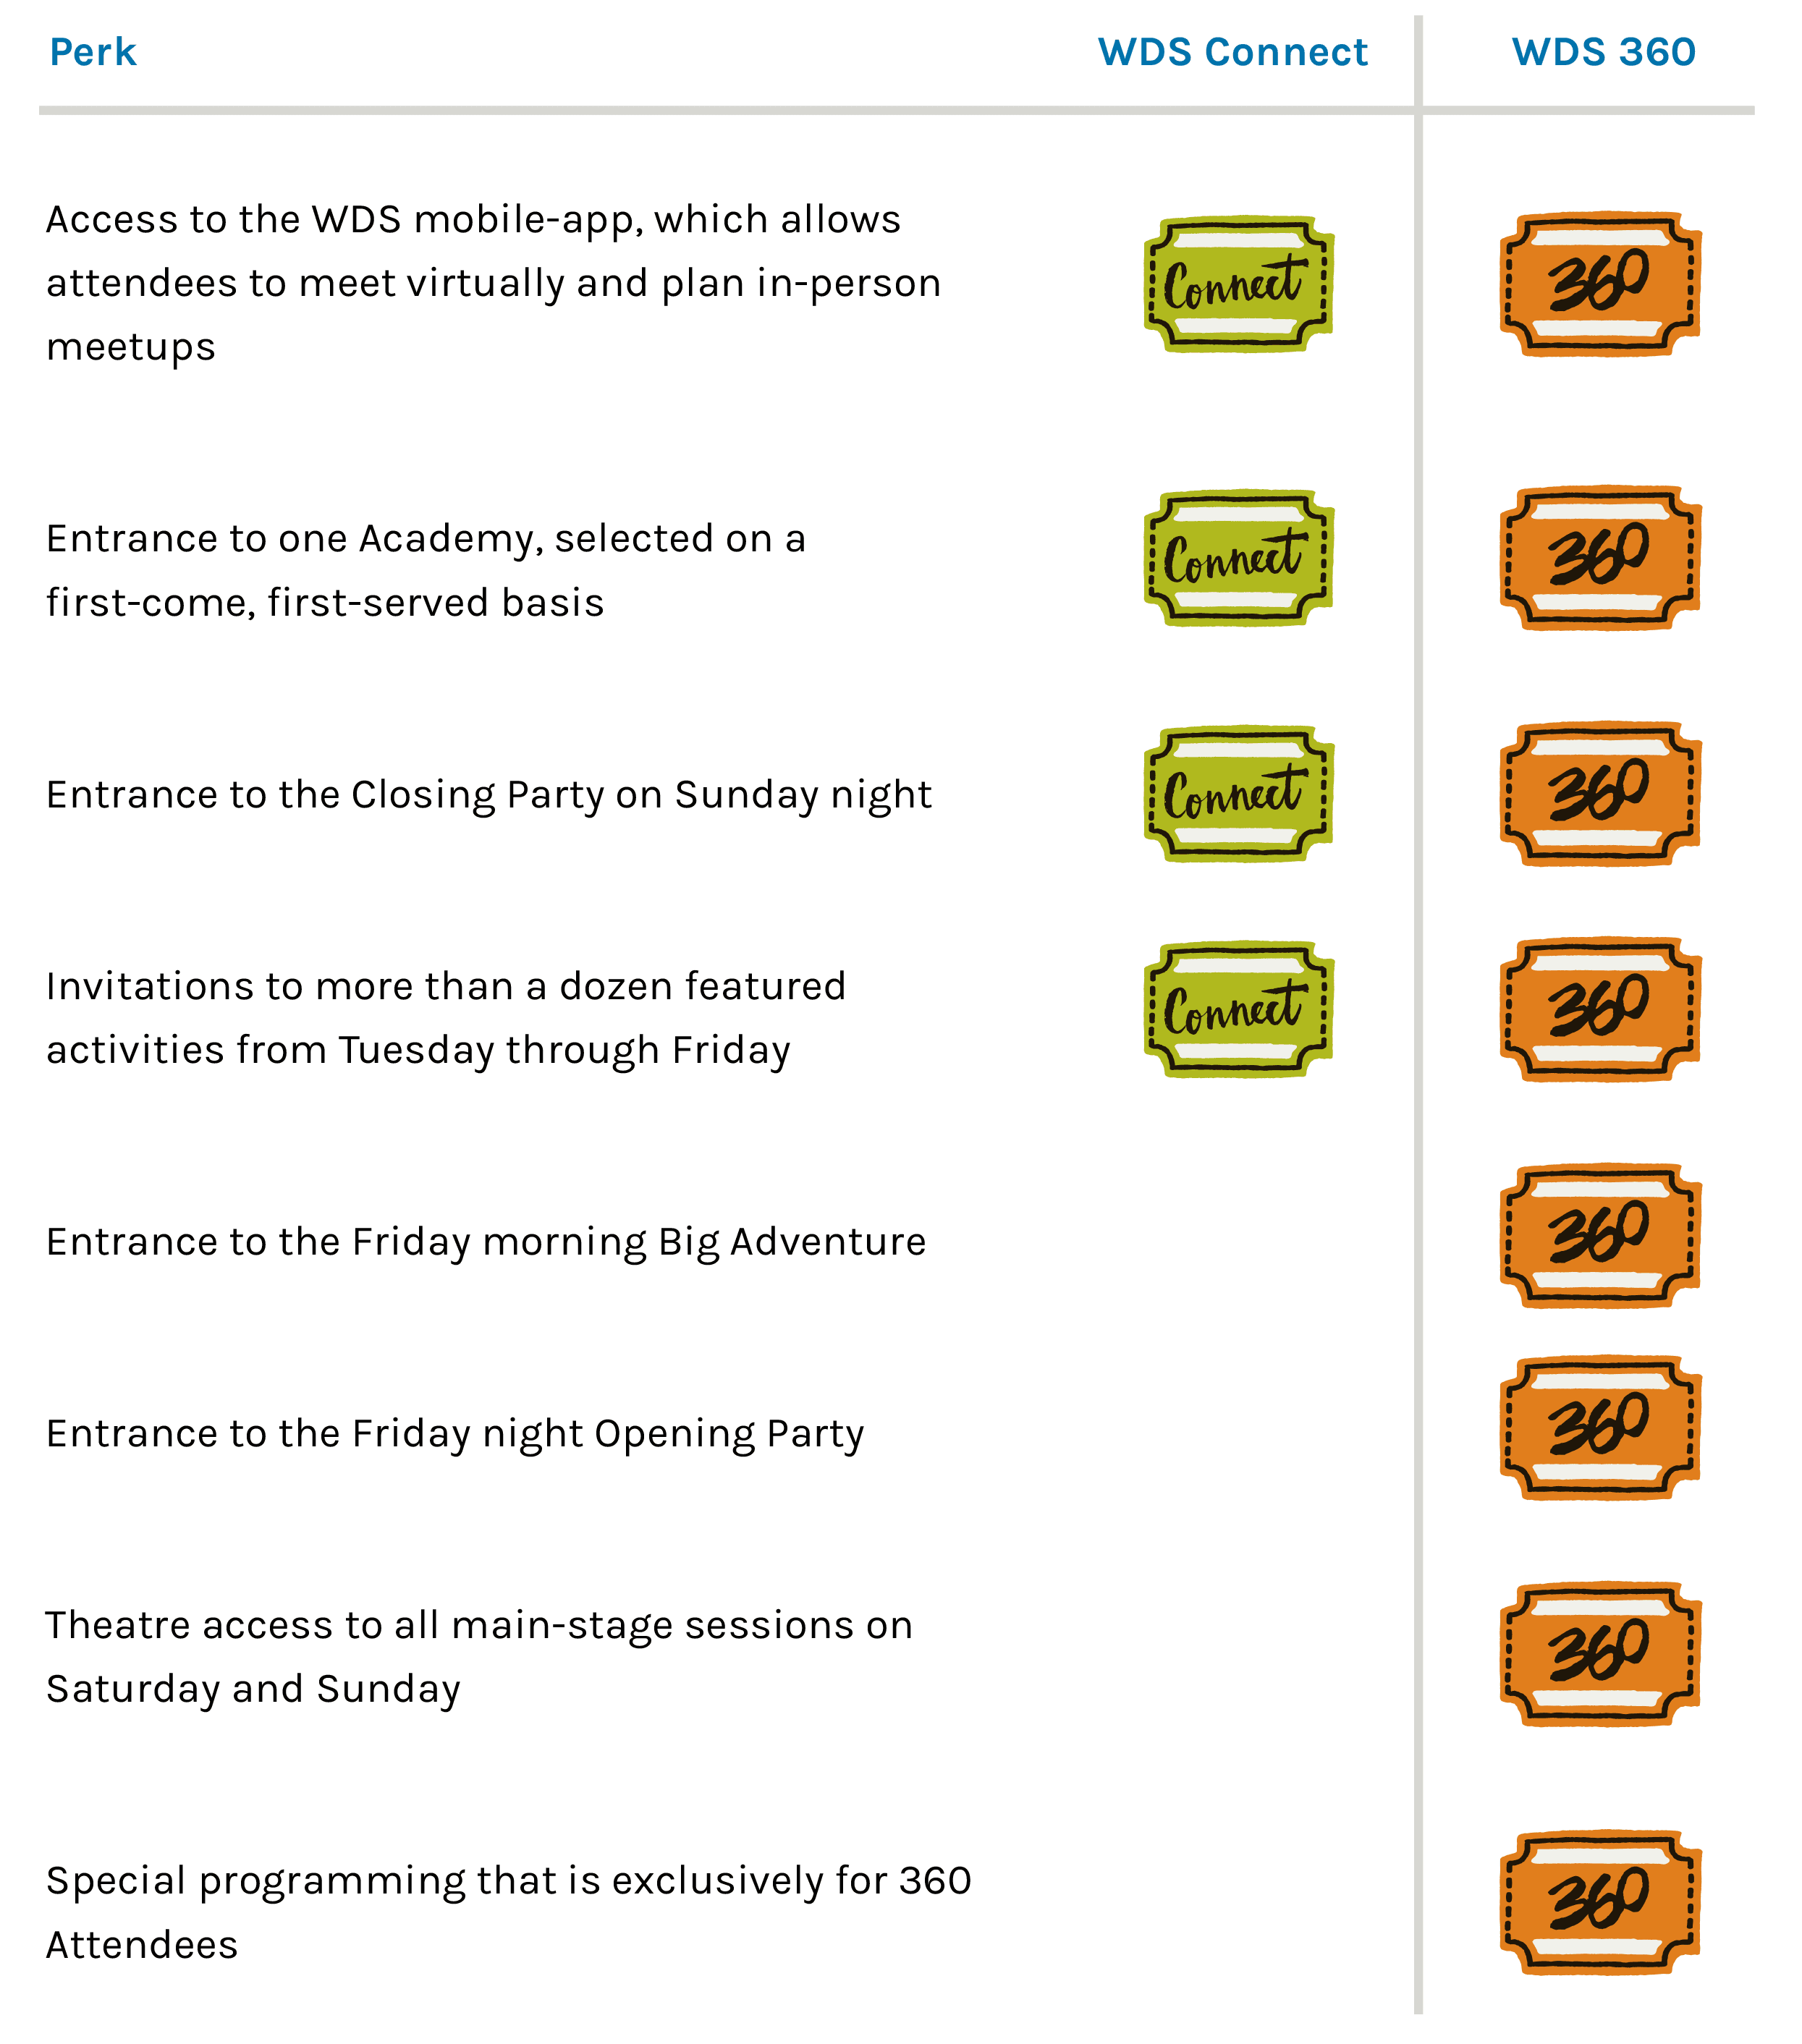 Perk WDS Connect WDS 360
Access to the WDS mobile-app, which allows
attendees to meet virtually and plan in-person
meetups
Connect 360
Entrance to one Academy, selected on a
first-come, first-served basis
Connect 360
Entrance to the Closing Party on Sunday night
Connect 360
Invitations to more than a dozen featured
activities from Tuesday through Friday
Connect 360
Entrance to the Friday morning Big Adventure
360
Entrance to the Friday night Opening Party
360
Theatre access to all main-stage sessions on
Saturday and Sunday
360
Special programming that is exclusively for 360
Attendees
360